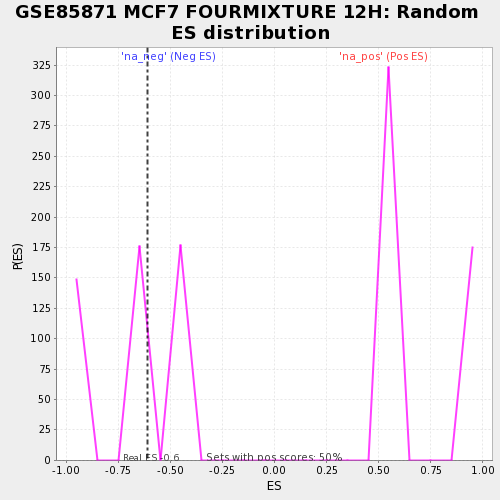 GSE85871 MCF7 FOURMIXTURE 12H: Random
ES distribution
'na_neg' (Neg ES)
'na_pos' (Pos ES)
325
300
275
250
225
200
175
150
125
100
75
50
25
0
P(ES)
Real ES -0.6
Sets with pos scores: 50%
-1.00 -0.75 -0.50 -0.25 0.00 0.25 0.50 0.75 1.00
ES